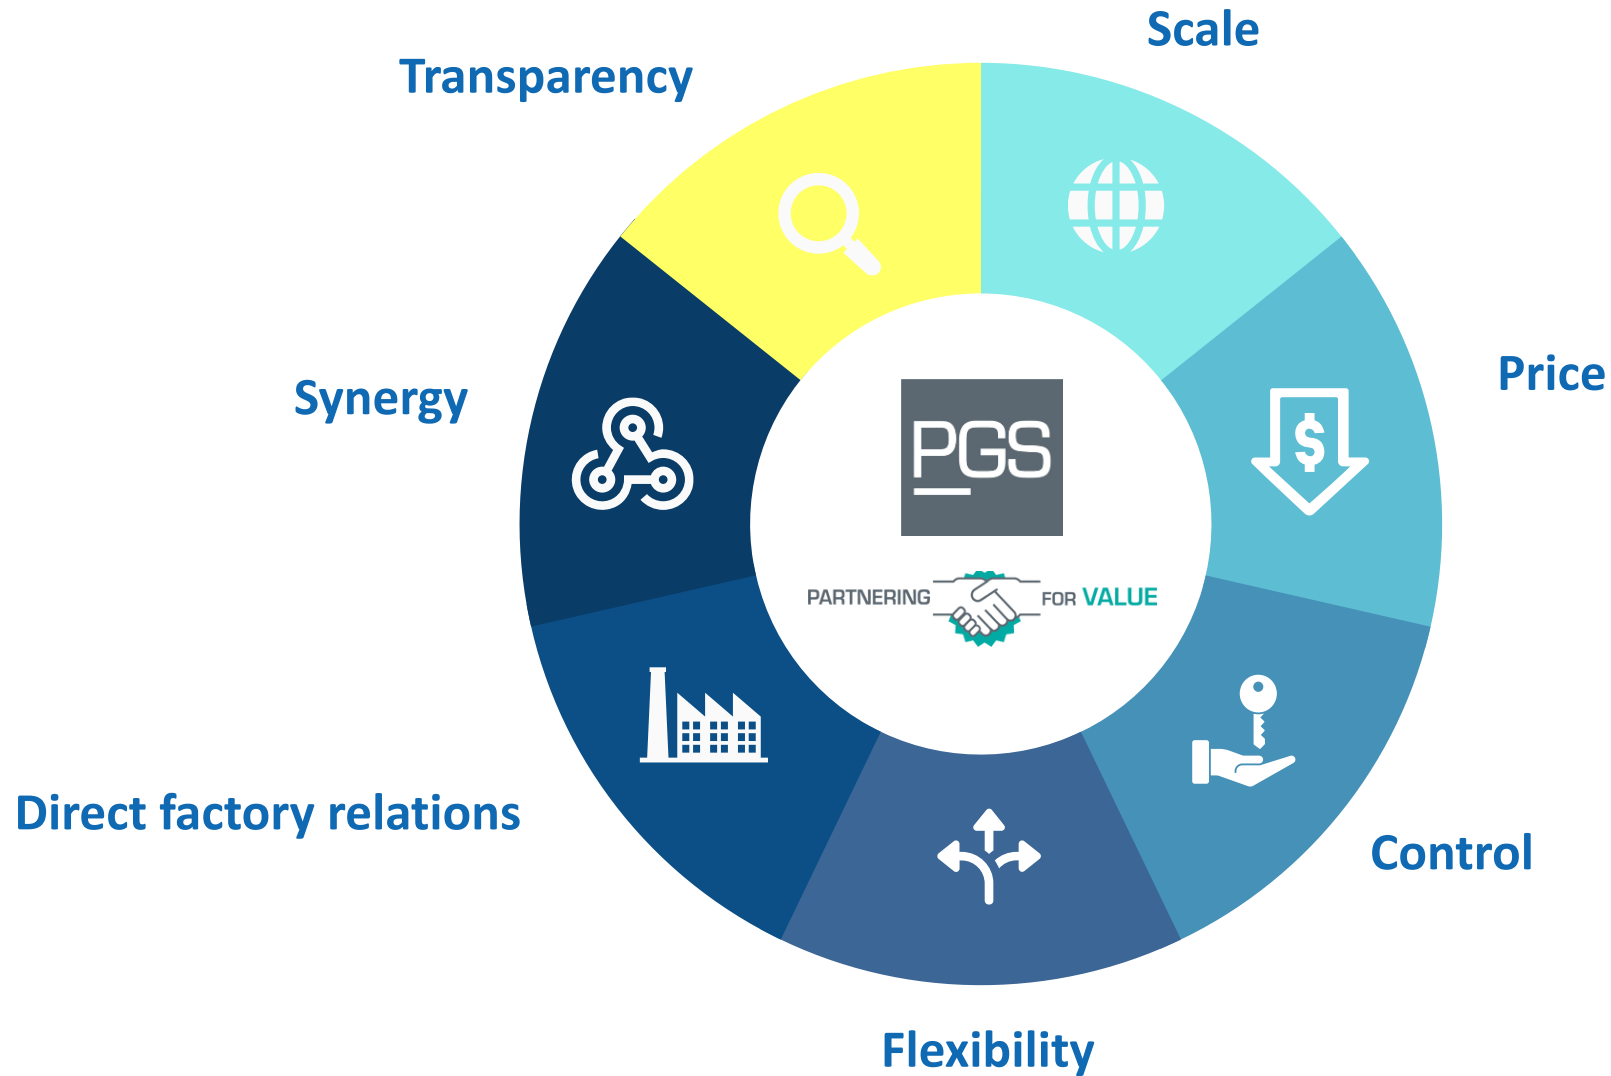 Scale
Transparency
Price
Synergy
PGS
$
PARTNERING FOR VALUE
Direct factory relations
Control
Flexibility